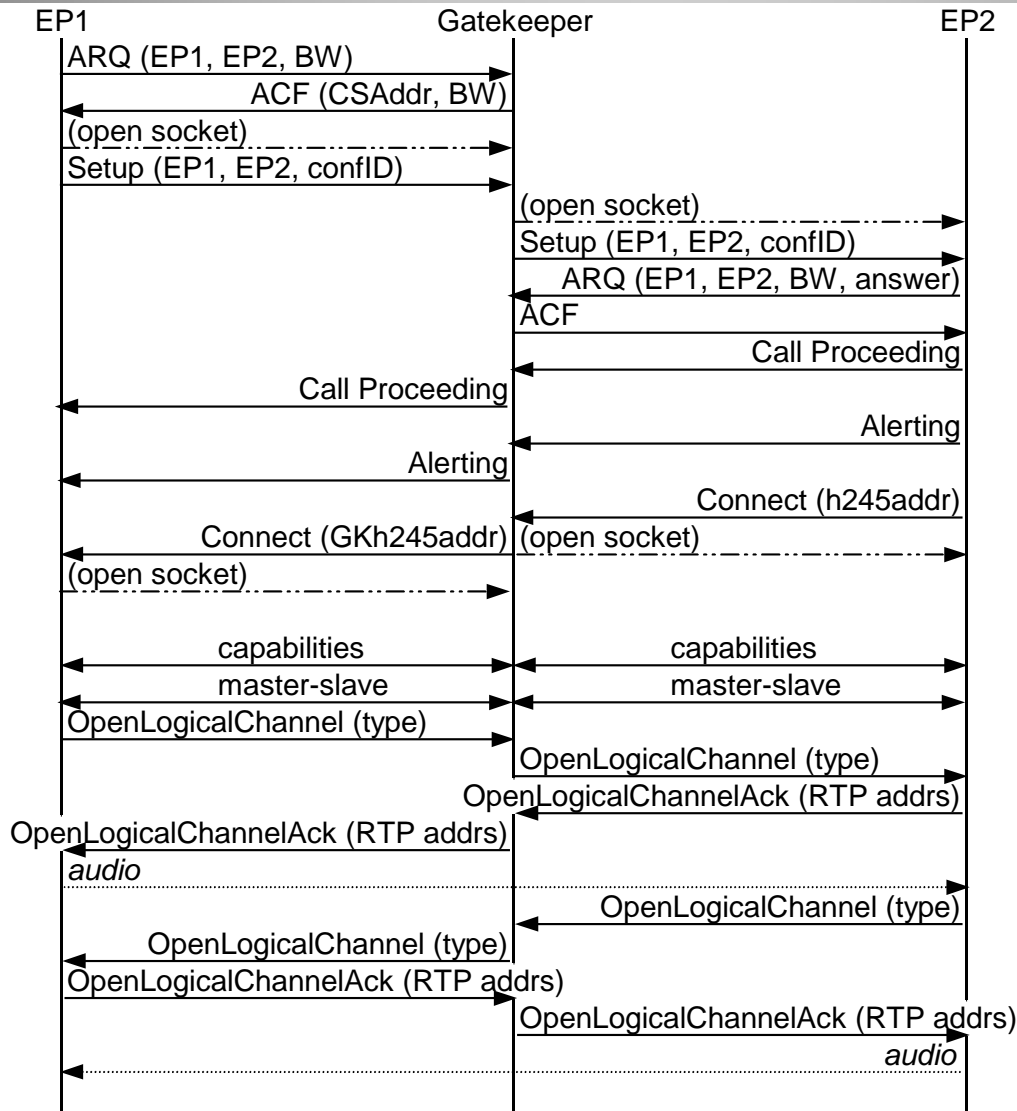 EP1 Gatekeeper EP2
ARQ (EP1, EP2, BW)
ACF (CSAddr, BW)
(open socket)
Setup (EP1, EP2, confID)
(open socket)
Setup (EP1, EP2, confID)
ARQ (EP1, EP2, BW, answer)
ACF
Call Proceeding
Call Proceeding
Alerting
Alerting
Connect (h245addr)
Connect (GKh245addr) (open socket)
(open socket)
capabilities capabilities
master-slave master-slave
OpenLogicalChannel (type)
OpenLogicalChannel (type)
OpenLogicalChannelAck (RTP addrs)
OpenLogicalChannelAck (RTP addrs)
audio
OpenLogicalChannel (type)
OpenLogicalChannel (type)
OpenLogicalChannelAck (RTP addrs)
OpenLogicalChannelAck (RTP addrs)
audio